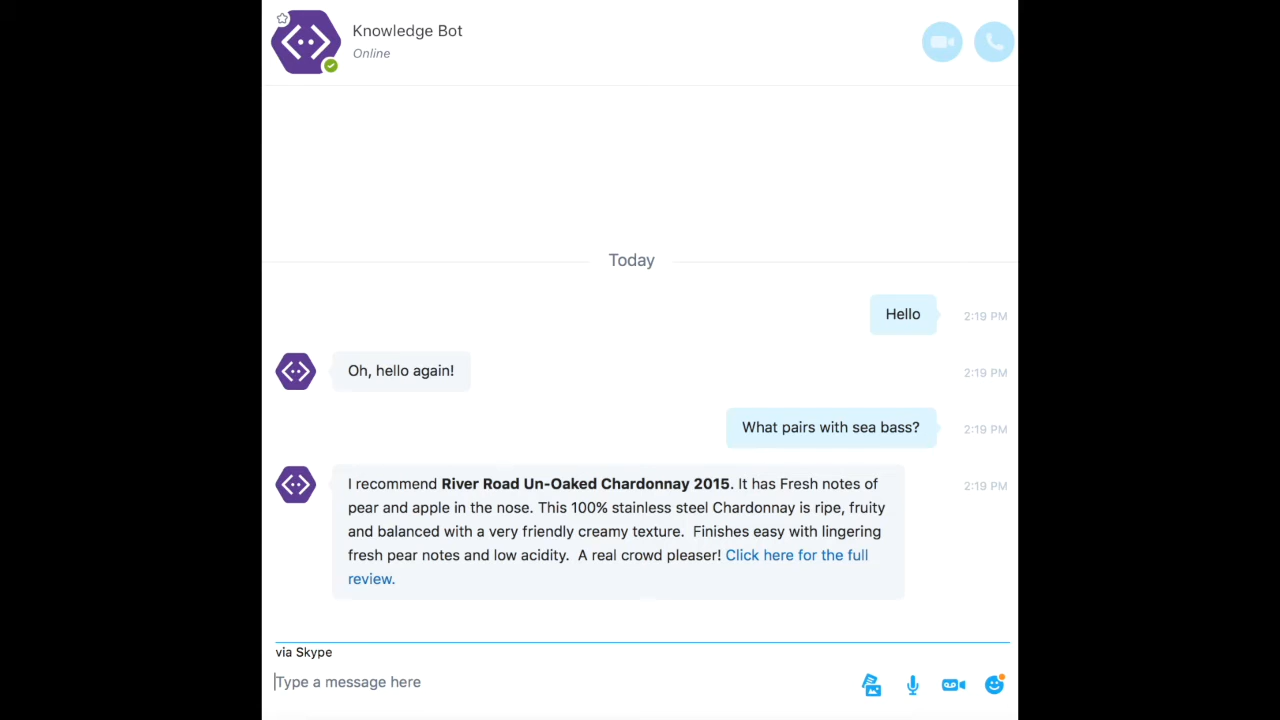 Knowledge Bot
Online
Today
Hello
2:19 PM
Oh, hello again!
2:19 PM
What pairs with sea bass?
2:19 PM
I recommend River Road Un-Oaked Chardonnay 2015. It has Fresh notes of
2:19 PM
pear and apple in the nose. This 100% stainless steel Chardonnay is ripe, fruity
and balanced with a very friendly creamy texture.  Finishes easy with lingering
fresh pear notes and low acidity.  A real crowd pleaser! Click here for the full
review.
via Skype
Type a message here